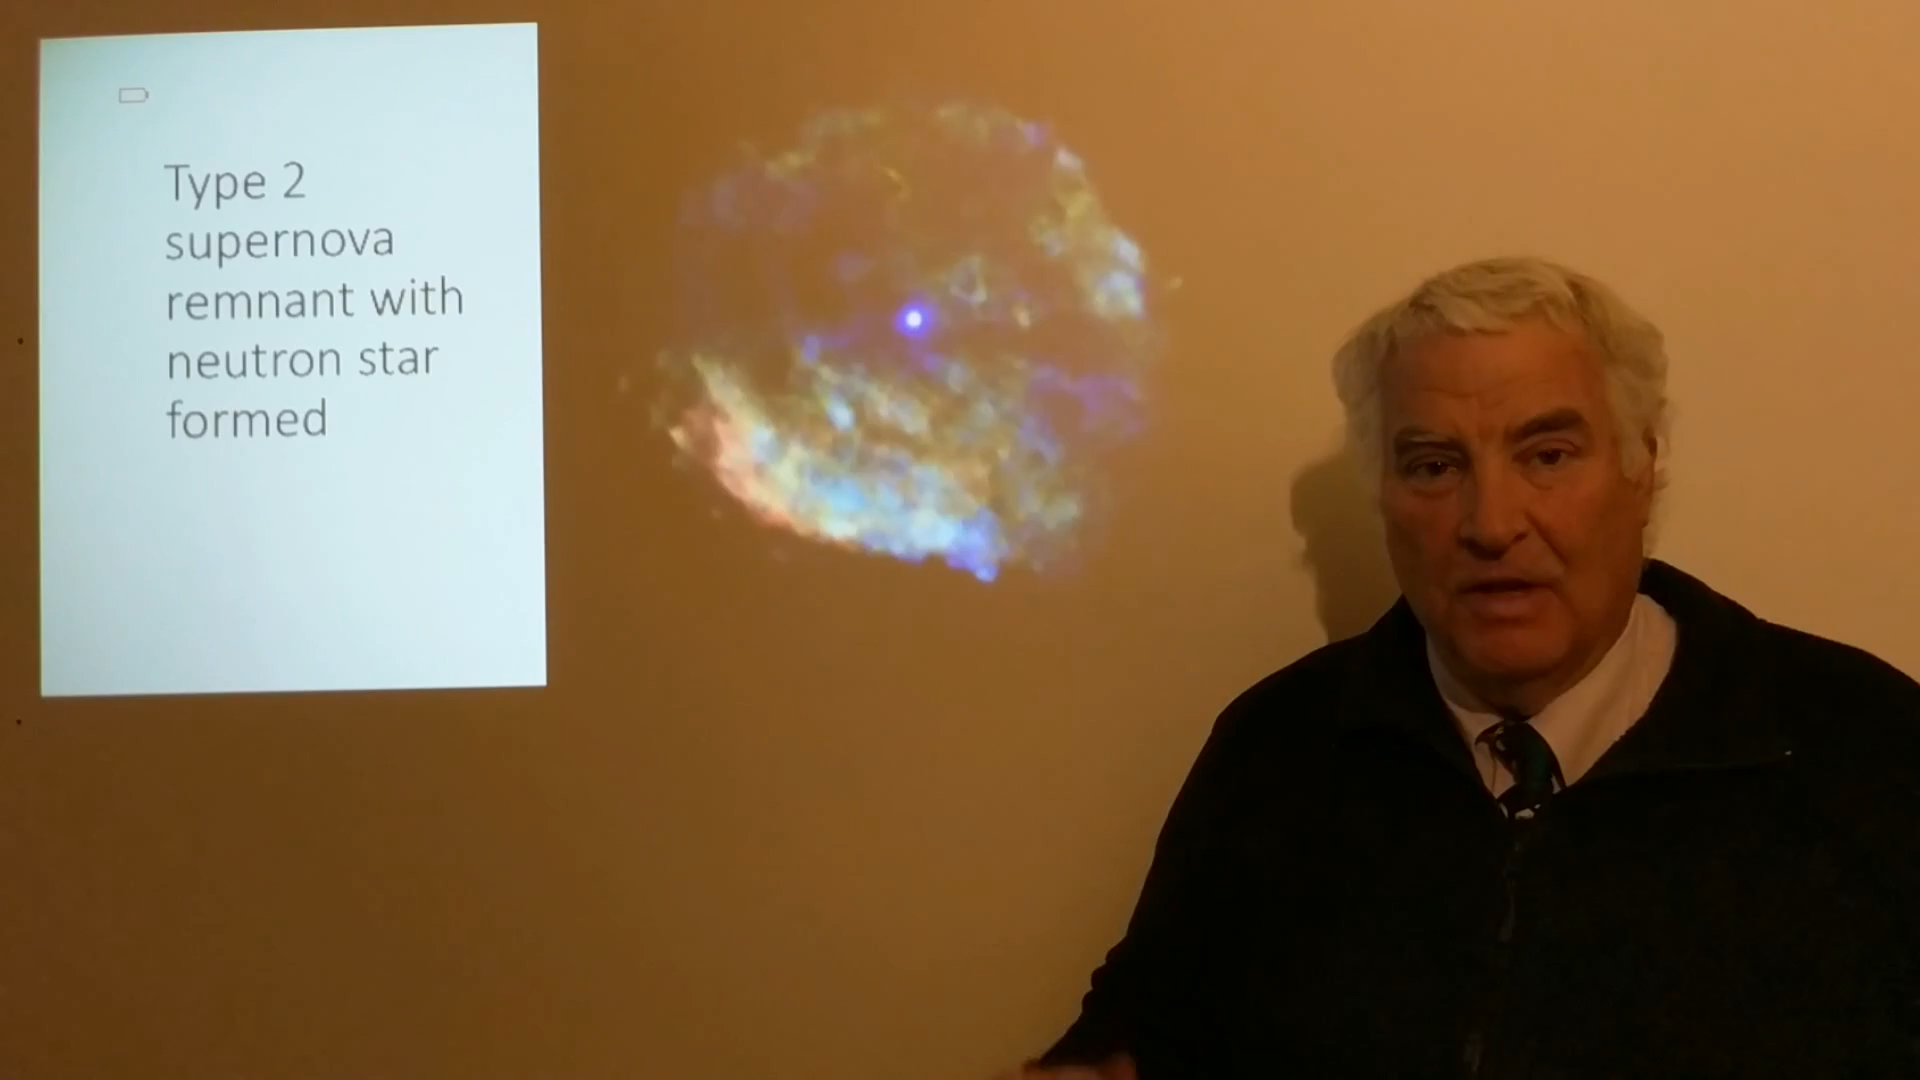 Type 2
supernova
remnant with
neutron star
formed